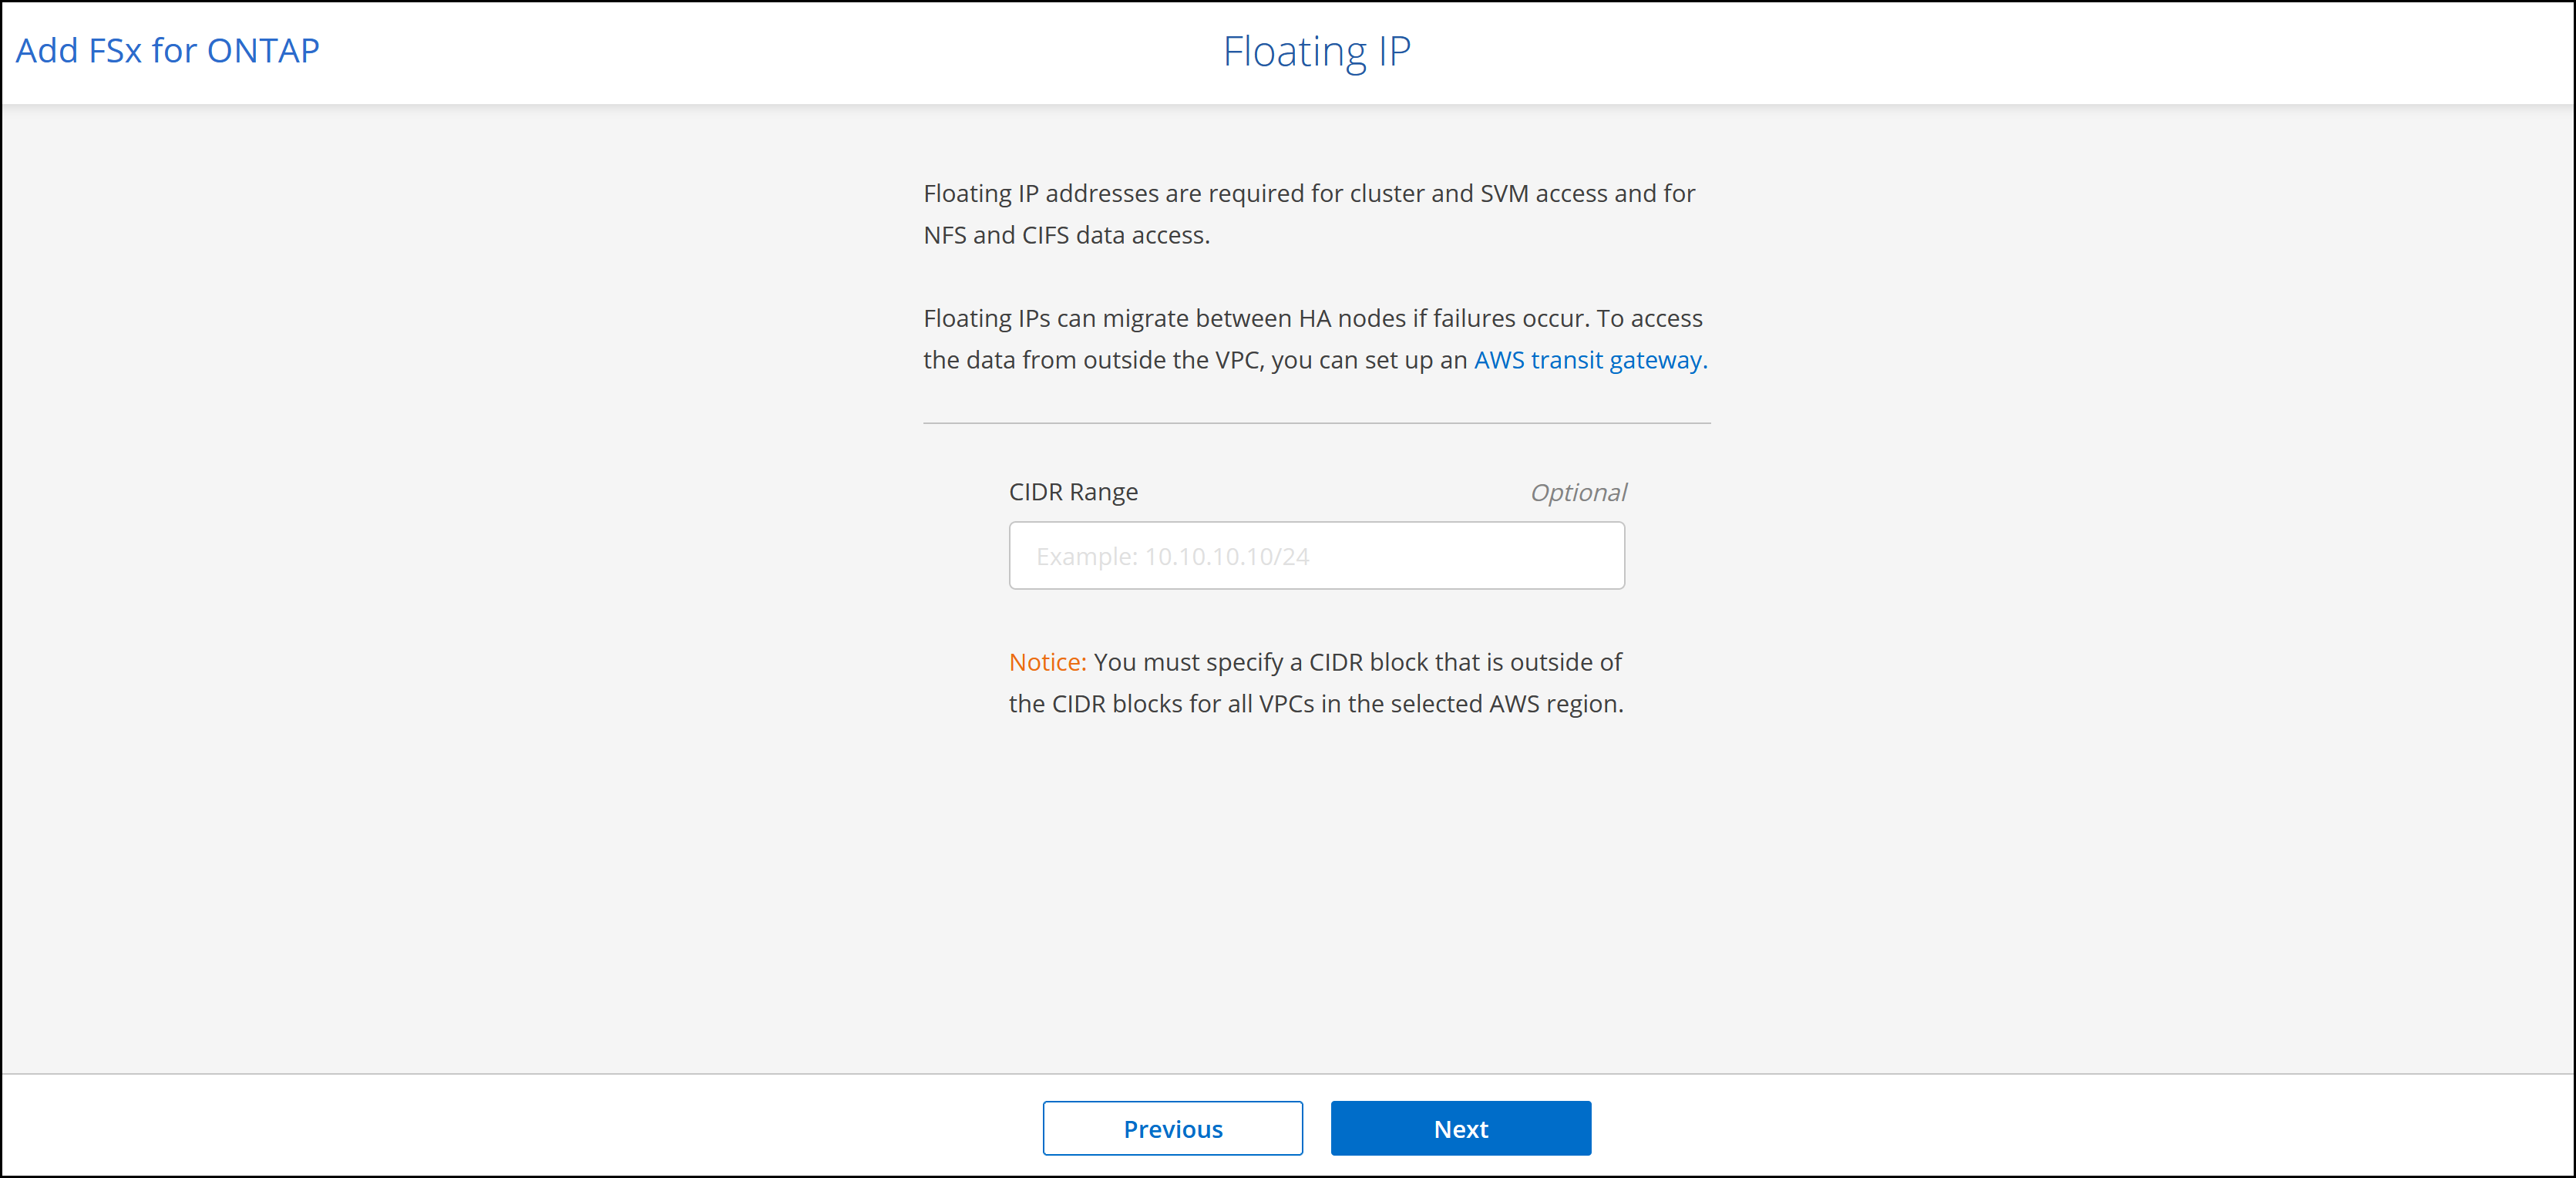 Add FSx for ONTAP
Floating IP
Floating IP addresses are required for cluster and SVM access and for
NFS and CIFS data access.
Floating IPs can migrate between HA nodes if failures occur. To access
the data from outside the VPC, you can set up an AWS transit gateway.
CIDR Range
Optional
Example: 10.10.10.10/24
Notice: You must specify a CIDR block that is outside of
the CIDR blocks for all VPCs in the selected AWS region.
Previous
Next